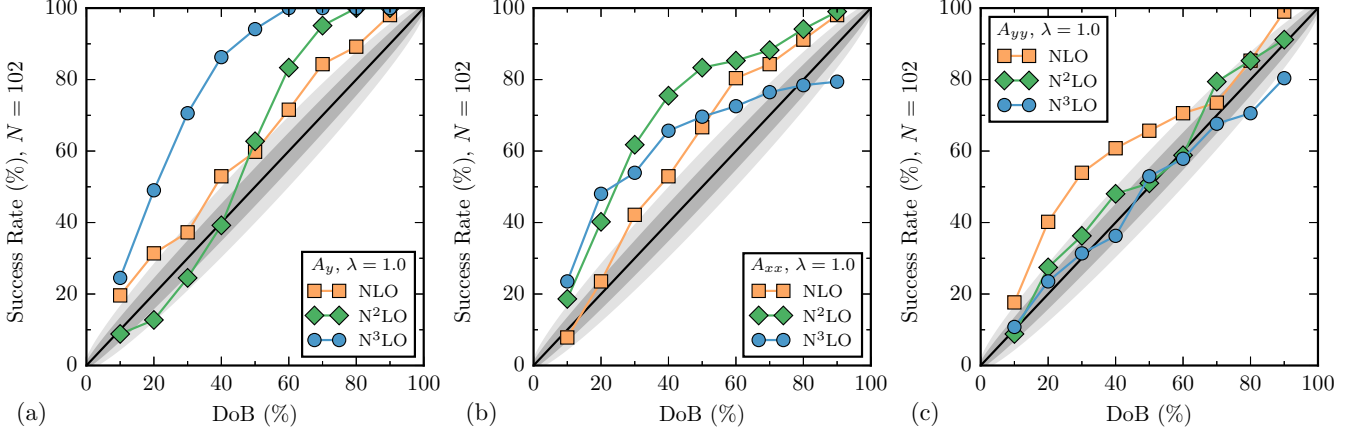 Success Rate (%), N = 102
100
80
60
40
20
0
0 20 40 60 80 100
DoB (%)
(a)
A_y, λ = 1.0
NLO
N²LO
N³LO
Success Rate (%), N = 102
100
80
60
40
20
0
0 20 40 60 80 100
DoB (%)
(b)
A_xx, λ = 1.0
NLO
N²LO
N³LO
Success Rate (%), N = 102
100
80
60
40
20
0
0 20 40 60 80 100
DoB (%)
(c)
A_yy, λ = 1.0
NLO
N²LO
N³LO